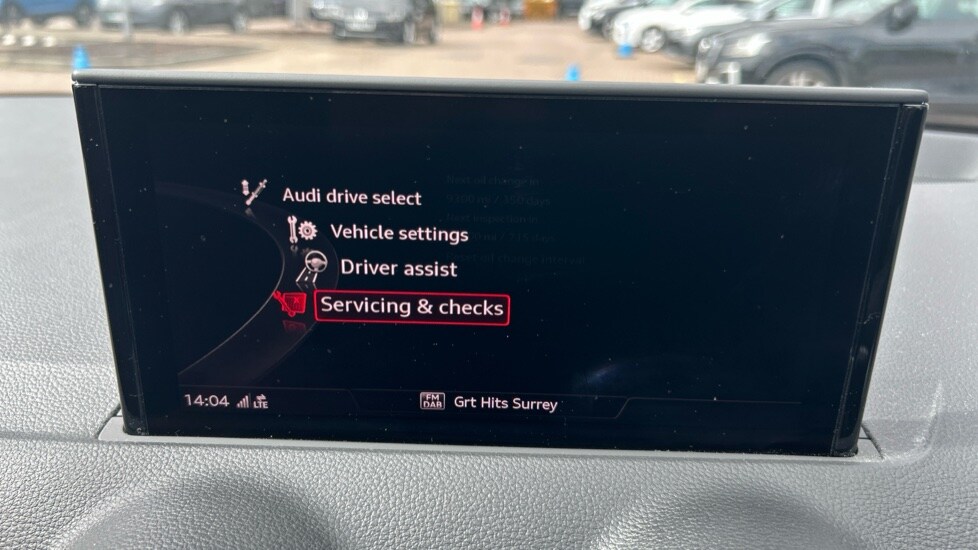 Audi drive select
Vehicle settings
Driver assist
Servicing & checks
14:04 LTE
FM
DAB
Grt Hits Surrey